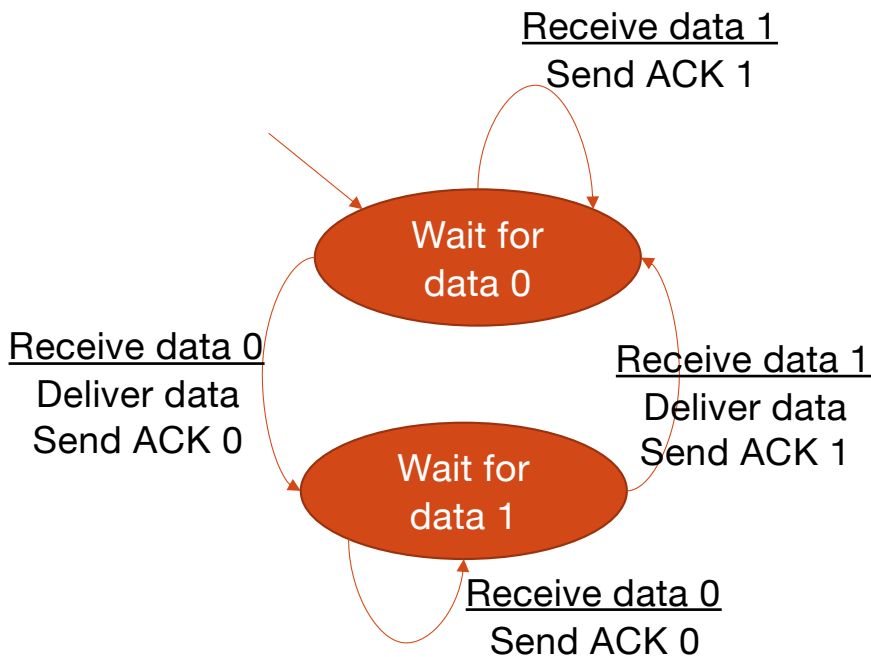 Receive data 1
Send ACK 1
Wait for
data 0
Receive data 0
Deliver data
Send ACK 0
Receive data 1
Deliver data
Send ACK 1
Wait for
data 1
Receive data 0
Send ACK 0